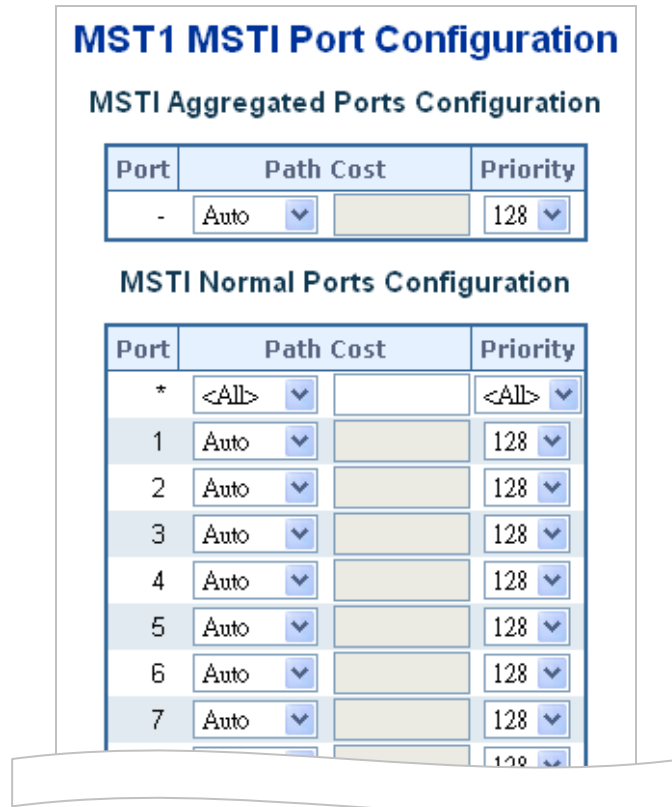 MST1 MSTI Port Configuration
MSTI Aggregated Ports Configuration
Port Path Cost Priority
- Auto 128
MSTI Normal Ports Configuration
Port Path Cost Priority
* <All> <All>
1 Auto 128
2 Auto 128
3 Auto 128
4 Auto 128
5 Auto 128
6 Auto 128
7 Auto 128